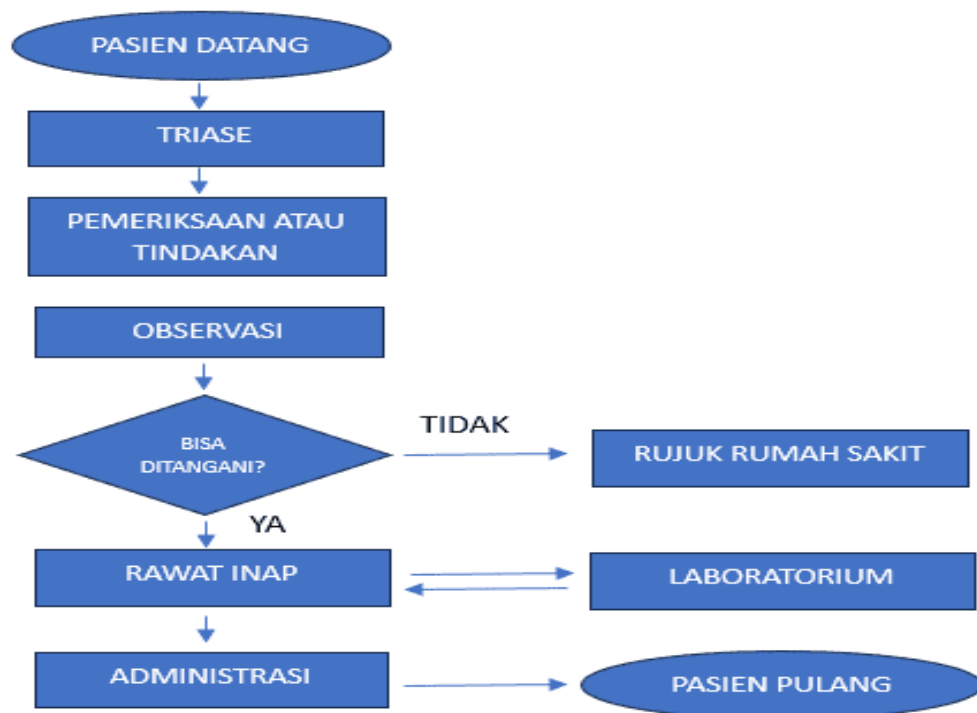 PASIEN DATANG
TRIASE
PEMERIKSAAN ATAU
TINDAKAN
OBSERVASI
BISA
DITANGANI?
TIDAK
RUJUK RUMAH SAKIT
YA
RAWAT INAP
LABORATORIUM
ADMINISTRASI
PASIEN PULANG